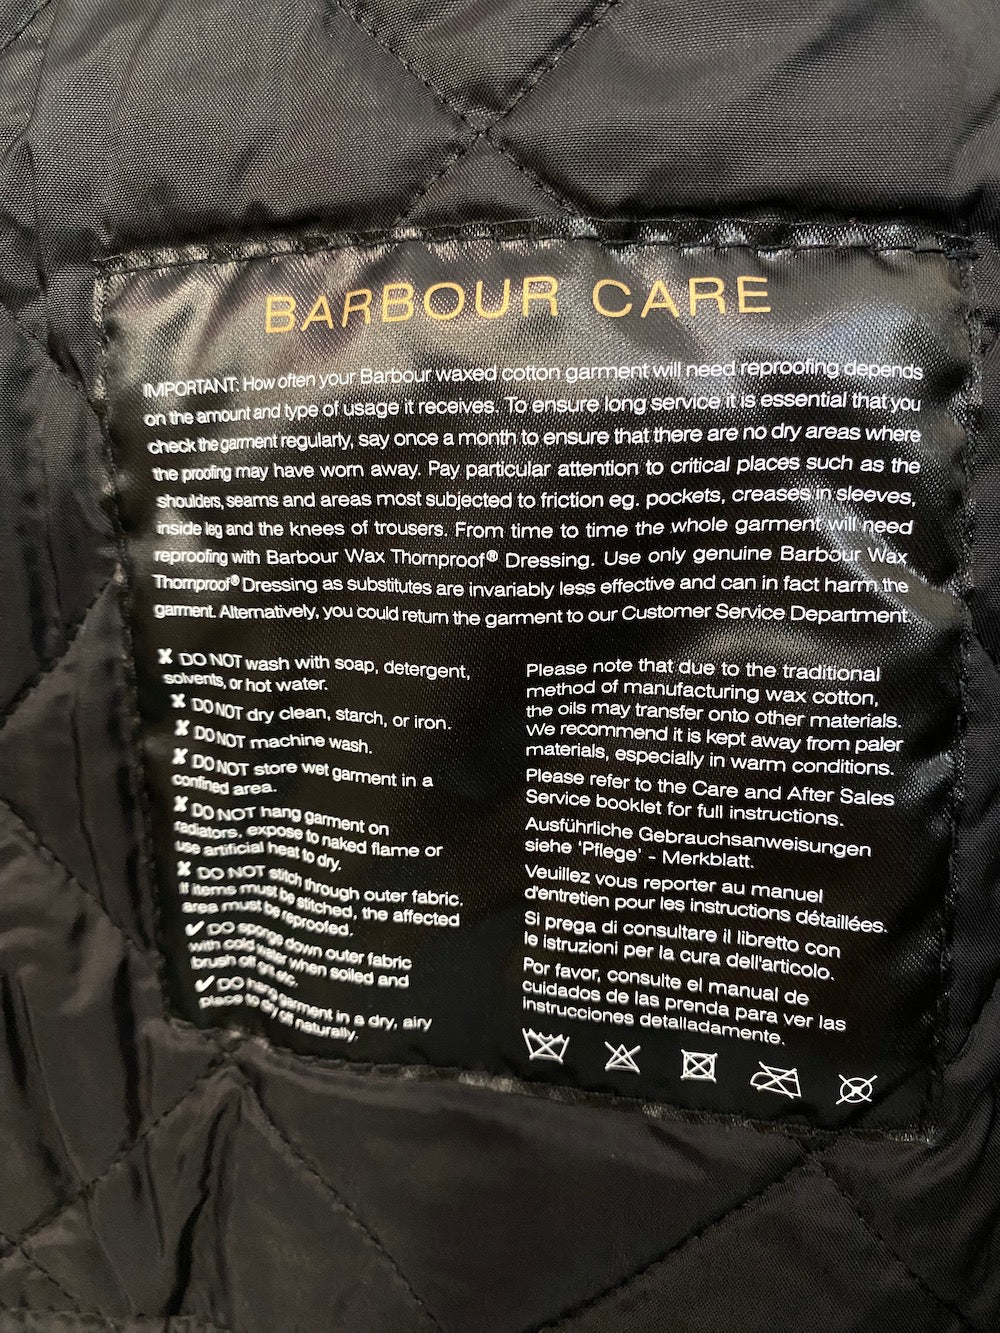 BARBOUR CARE
IMPORTANT: How often your Barbour waxed cotton garment will need reproofing depends
on the amount and type of usage it receives. To ensure long service it is essential that you
check the garment regularly, say once a month to ensure that there are no dry areas where
the proofing may have worn away. Pay particular attention to critical places such as the
shoulders, seams and areas most subjected to friction eg. pockets, creases in sleeves,
inside leg and the knees of trousers. From time to time the whole garment will need
reproofing with Barbour Wax Thornproof® Dressing. Use only genuine Barbour Wax
Thornproof® Dressing as substitutes are invariably less effective and can in fact harm the
garment. Alternatively, you could return the garment to our Customer Service Department.
✘ DO NOT wash with soap, detergent,
solvents, or hot water.
✘ DO NOT dry clean, starch, or iron.
✘ DO NOT machine wash.
✘ DO NOT store wet garment in a
confined area.
✘ DO NOT hang garment on
radiators, expose to naked flame or
use artificial heat to dry.
✘ DO NOT stitch through outer fabric.
If items must be stitched, the affected
area must be reproofed.
✔ DO sponge down outer fabric
with cold water when soiled and
brush off grit etc.
✔ DO hang garment in a dry, airy
place to dry off naturally.
Please note that due to the traditional
method of manufacturing wax cotton,
the oils may transfer onto other materials.
We recommend it is kept away from paler
materials, especially in warm conditions.
Please refer to the Care and After Sales
Service booklet for full instructions.
Ausführliche Gebrauchsanweisungen
siehe 'Pflege' - Merkblatt.
Veuillez vous reporter au manuel
d'entretien pour les instructions détaillées.
Si prega di consultare il libretto con
le istruzioni per la cura dell'articolo.
Por favor, consulte el manual de
cuidados de las prenda para ver las
instrucciones detalladamente.